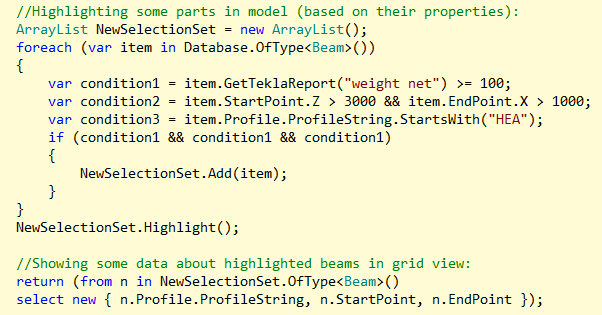 //Highlighting some parts in model (based on their properties):
ArrayList NewSelectionSet = new ArrayList();
foreach (var item in Database.OfType<Beam>())
{
    var condition1 = item.GetTeklaReport("weight net") >= 100;
    var condition2 = item.StartPoint.Z > 3000 && item.EndPoint.X > 1000;
    var condition3 = item.Profile.ProfileString.StartsWith("HEA");
    if (condition1 && condition1 && condition1)
    {
        NewSelectionSet.Add(item);
    }
}
NewSelectionSet.Highlight();

//Showing some data about highlighted beams in grid view:
return (from n in NewSelectionSet.OfType<Beam>()
select new { n.Profile.ProfileString, n.StartPoint, n.EndPoint });